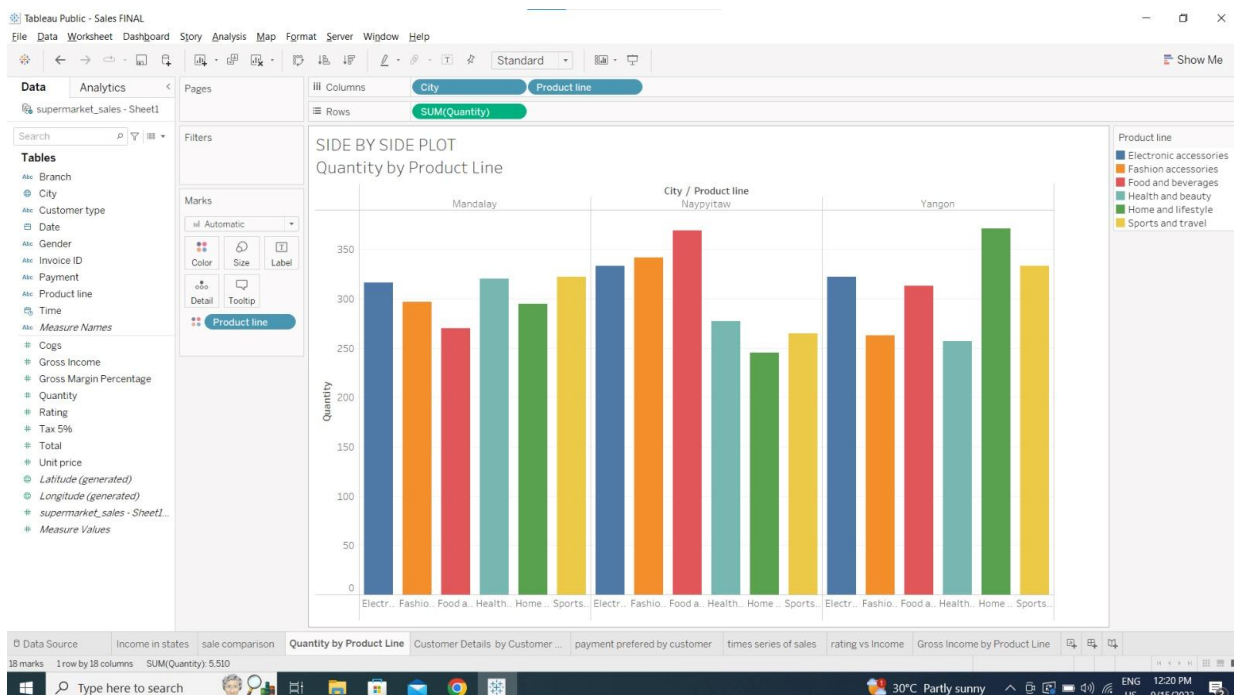 Tableau Public - Sales FINAL
File Data Worksheet Dashboard Story Analysis Map Format Server Window Help
Standard
Show Me
Data Analytics
supermarket_sales - Sheet1
Search
Tables
Abc Branch
City
Abc Customer type
Date
Abc Gender
Abc Invoice ID
Abc Payment
Abc Product line
Time
Abc Measure Names
# Cogs
# Gross Income
# Gross Margin Percentage
# Quantity
# Rating
# Tax 5%
# Total
# Unit price
Latitude (generated)
Longitude (generated)
# supermarket_sales - Sheet1...
# Measure Values
Pages
Filters
Marks
Automatic
Color Size Label
Detail Tooltip
Product line
Columns City Product line
Rows SUM(Quantity)
SIDE BY SIDE PLOT
Quantity by Product Line
City / Product line
Mandalay Naypyitaw Yangon
Quantity
350
300
250
200
150
100
50
0
Electr.. Fashio.. Food a.. Health.. Home .. Sports.. Electr.. Fashio.. Food a.. Health.. Home .. Sports.. Electr.. Fashio.. Food a.. Health.. Home .. Sports..
Product line
Electronic accessories
Fashion accessories
Food and beverages
Health and beauty
Home and lifestyle
Sports and travel
Data Source Income in states sale comparison Quantity by Product Line Customer Details by Customer ... payment prefered by customer times series of sales rating vs Income Gross Income by Product Line
18 marks 1 row by 18 columns SUM(Quantity): 5,510
Type here to search
30°C Partly sunny
ENG 12:20 PM